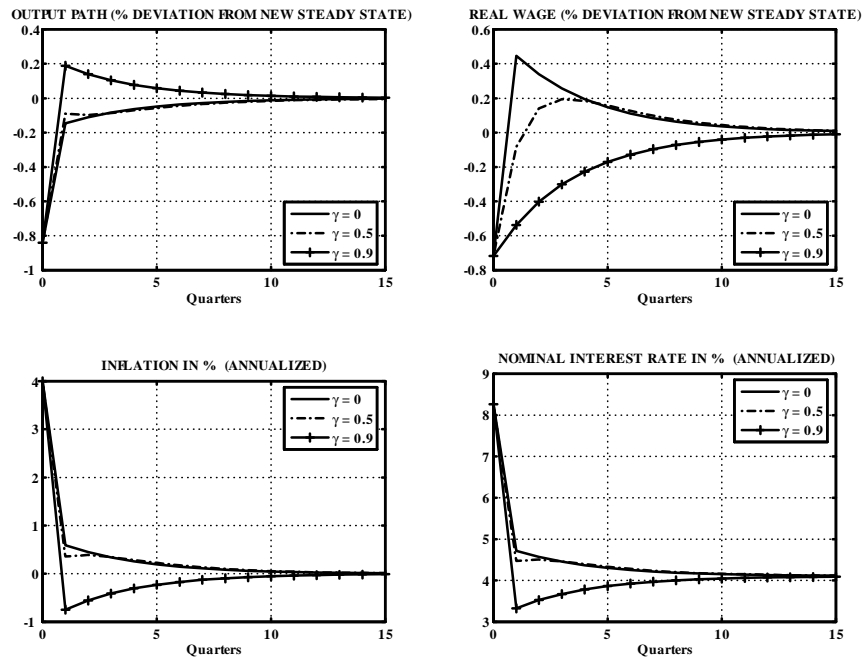 OUTPUT PATH (% DEVIATION FROM NEW STEADY STATE)
0.4
0.2
0
-0.2
-0.4
-0.6
-0.8
-1
0 5 10 15
Quarters
γ = 0
γ = 0.5
γ = 0.9
REAL WAGE (% DEVIATION FROM NEW STEADY STATE)
0.6
0.4
0.2
0
-0.2
-0.4
-0.6
-0.8
0 5 10 15
Quarters
γ = 0
γ = 0.5
γ = 0.9
INFLATION IN % (ANNUALIZED)
4
3
2
1
0
-1
0 5 10 15
Quarters
γ = 0
γ = 0.5
γ = 0.9
NOMINAL INTEREST RATE IN % (ANNUALIZED)
9
8
7
6
5
4
3
0 5 10 15
Quarters
γ = 0
γ = 0.5
γ = 0.9